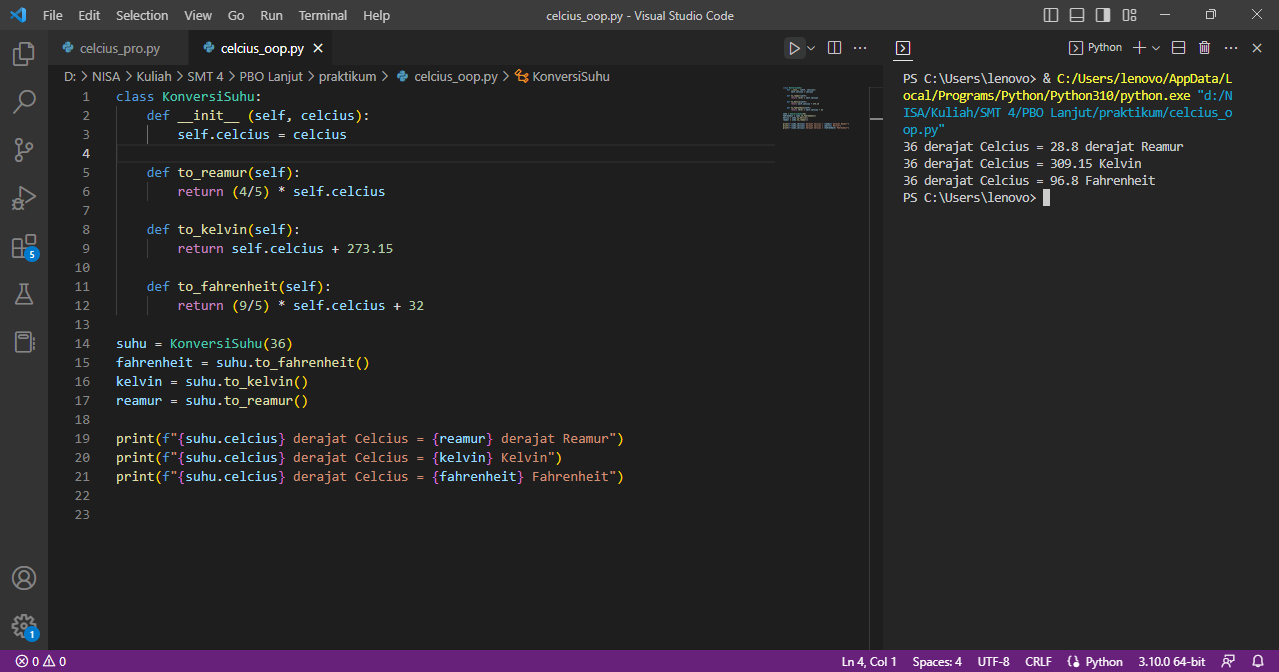 File Edit Selection View Go Run Terminal Help celcius_oop.py - Visual Studio Code
celcius_pro.py celcius_oop.py
D: > NISA > Kuliah > SMT 4 > PBO Lanjut > praktikum > celcius_oop.py > KonversiSuhu
1 class KonversiSuhu:
2     def __init__ (self, celcius):
3         self.celcius = celcius
4
5     def to_reamur(self):
6         return (4/5) * self.celcius
7
8     def to_kelvin(self):
9         return self.celcius + 273.15
10
11     def to_fahrenheit(self):
12         return (9/5) * self.celcius + 32
13
14 suhu = KonversiSuhu(36)
15 fahrenheit = suhu.to_fahrenheit()
16 kelvin = suhu.to_kelvin()
17 reamur = suhu.to_reamur()
18
19 print(f"{suhu.celcius} derajat Celcius = {reamur} derajat Reamur")
20 print(f"{suhu.celcius} derajat Celcius = {kelvin} Kelvin")
21 print(f"{suhu.celcius} derajat Celcius = {fahrenheit} Fahrenheit")
22
23
Python
PS C:\Users\lenovo> & C:/Users/lenovo/AppData/L
ocal/Programs/Python/Python310/python.exe "d:/N
ISA/Kuliah/SMT 4/PBO Lanjut/praktikum/celcius_o
op.py"
36 derajat Celcius = 28.8 derajat Reamur
36 derajat Celcius = 309.15 Kelvin
36 derajat Celcius = 96.8 Fahrenheit
PS C:\Users\lenovo>
5
1
0 0 Ln 4, Col 1 Spaces: 4 UTF-8 CRLF Python 3.10.0 64-bit